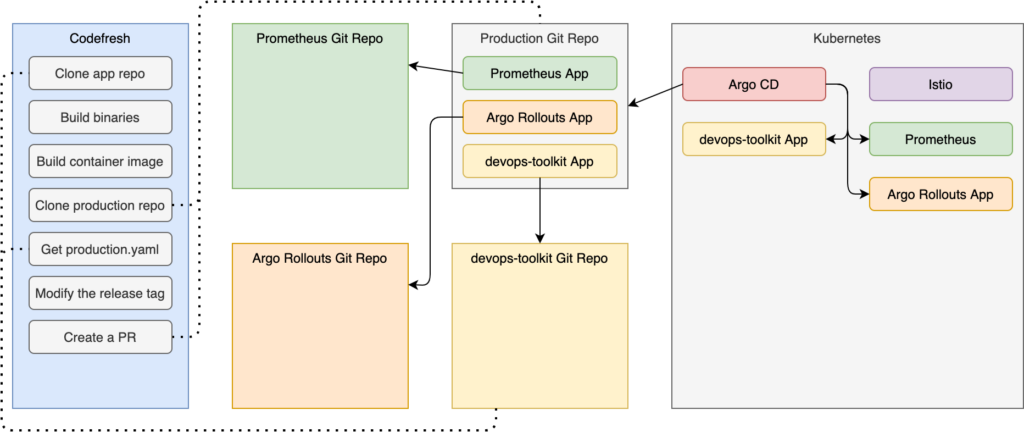 Codefresh
Clone app repo
Build binaries
Build container image
Clone production repo
Get production.yaml
Modify the release tag
Create a PR
Prometheus Git Repo
Argo Rollouts Git Repo
Production Git Repo
Prometheus App
Argo Rollouts App
devops-toolkit App
devops-toolkit Git Repo
Kubernetes
Argo CD
Istio
devops-toolkit App
Prometheus
Argo Rollouts App